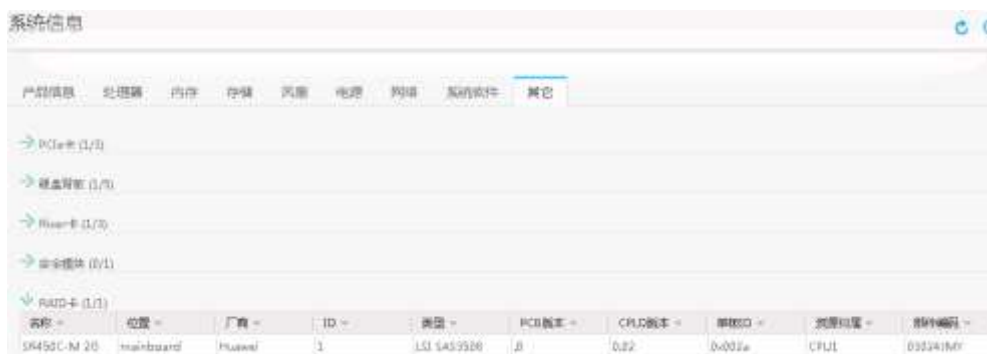 系统信息
产品信息 处理器 内存 存储 风扇 电源 网络 系统软件 其它
PCIe卡 (1/3)
硬盘背板 (1/5)
Riser卡 (1/3)
安全模块 (0/1)
RAID卡 (1/1)
名称 位置 厂商 ID 类型 PCB版本 CPLD版本 单板ID 资源归属 部件编码
SR450C-M 2G mainboard Huawei 1 LSI SAS3508 .B 0.02 0x002a CPU1